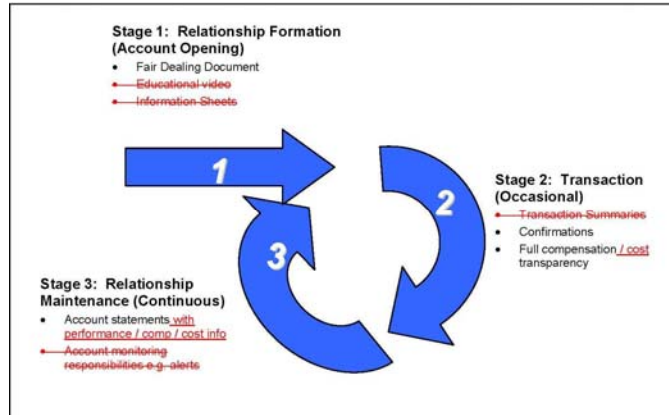 Stage 1: Relationship Formation
(Account Opening)
• Fair Dealing Document
• Educational video
• Information Sheets
1
2
Stage 2: Transaction
(Occasional)
• Transaction Summaries
• Confirmations
• Full compensation / cost
transparency
3
Stage 3: Relationship
Maintenance (Continuous)
• Account statements with
performance / comp / cost info
• Account monitoring
responsibilities e.g. alerts